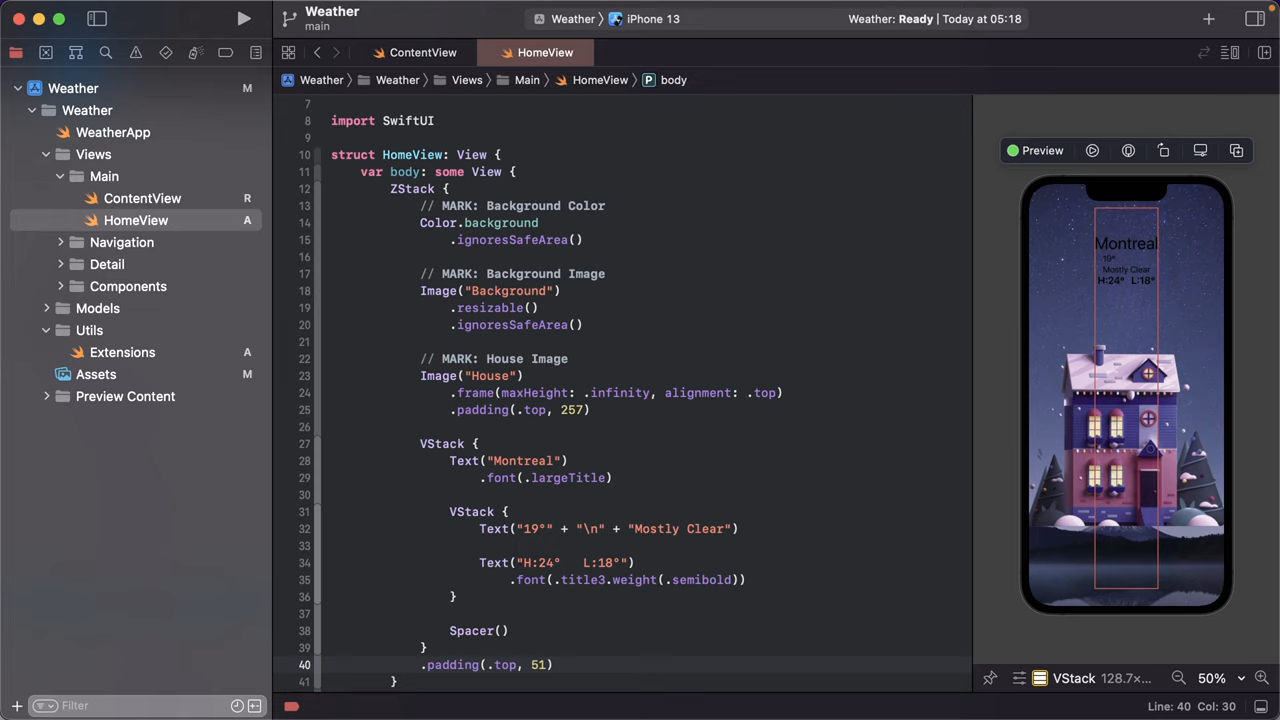 Weather
main
Weather 〉 iPhone 13
Weather: Ready | Today at 05:18
ContentView
HomeView
Weather 〉 Weather 〉 Views 〉 Main 〉 HomeView 〉 P body
Weather M
Weather
WeatherApp
Views
Main
ContentView R
HomeView A
Navigation
Detail
Components
Models
Utils
Extensions A
Assets M
Preview Content
Filter
7
8 import SwiftUI
9
10 struct HomeView: View {
11 var body: some View {
12 ZStack {
13 // MARK: Background Color
14 Color.background
15 .ignoresSafeArea()
16
17 // MARK: Background Image
18 Image("Background")
19 .resizable()
20 .ignoresSafeArea()
21
22 // MARK: House Image
23 Image("House")
24 .frame(maxHeight: .infinity, alignment: .top)
25 .padding(.top, 257)
26
27 VStack {
28 Text("Montreal")
29 .font(.largeTitle)
30
31 VStack {
32 Text("19°" + "\n" + "Mostly Clear")
33
34 Text("H:24°   L:18°")
35 .font(.title3.weight(.semibold))
36 }
37
38 Spacer()
39 }
40 .padding(.top, 51)
41 }
Preview
Montreal
19°
Mostly Clear
H:24°   L:18°
VStack 128.7×...
50%
Line: 40 Col: 30